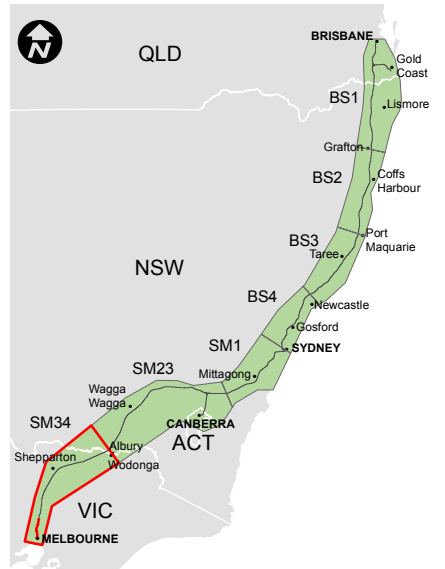 N
BRISBANE
QLD
Gold
Coast
BS1
Lismore
Grafton
BS2
Coffs
Harbour
Port
Maquarie
BS3
Taree
NSW
BS4
Newcastle
Gosford
SM1
SYDNEY
Mittagong
SM23
Wagga
Wagga
CANBERRA
SM34
ACT
Albury
Wodonga
Shepparton
VIC
MELBOURNE